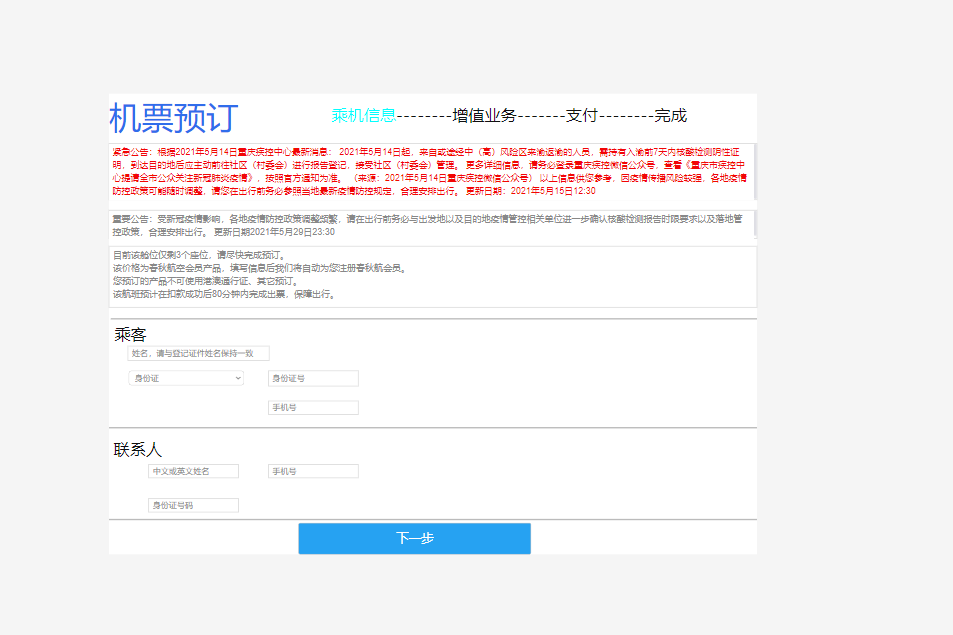 机票预订
乘机信息--------增值业务-------支付--------完成
紧急公告：根据2021年5月14日重庆疾控中心最新消息： 2021年5月14日起，来自或途经中（高）风险区来渝返渝的人员，需持有入渝前7天内核酸检测阴性证
明，到达目的地后应主动前往社区（村委会）进行报告登记，接受社区（村委会）管理。 更多详细信息，请务必登录重庆疾控微信公众号，查看《重庆市疾控中
心提请全市公众关注新冠肺炎疫情》，按照官方通知为准。 （来源：2021年5月14日重庆疾控微信公众号） 以上信息供您参考，因疫情传播风险较强，各地疫情
防控政策可能随时调整，请您在出行前务必参照当地最新疫情防控规定，合理安排出行。 更新日期：2021年5月15日12:30
重要公告：受新冠疫情影响，各地疫情防控政策调整频繁，请在出行前务必与出发地以及目的地疫情管控相关单位进一步确认核酸检测报告时限要求以及落地管
控政策，合理安排出行。 更新日期2021年5月29日23:30
目前该舱位仅剩3个座位，请尽快完成预订。
该价格为春秋航空会员产品，填写信息后我们将自动为您注册春秋航会员。
您预订的产品不可使用港澳通行证、其它预订。
该航班预计在扣款成功后80分钟内完成出票，保障出行。
乘客
姓名，请与登记证件姓名保持一致
身份证 身份证号
手机号
联系人
中文或英文姓名 手机号
身份证号码
下一步